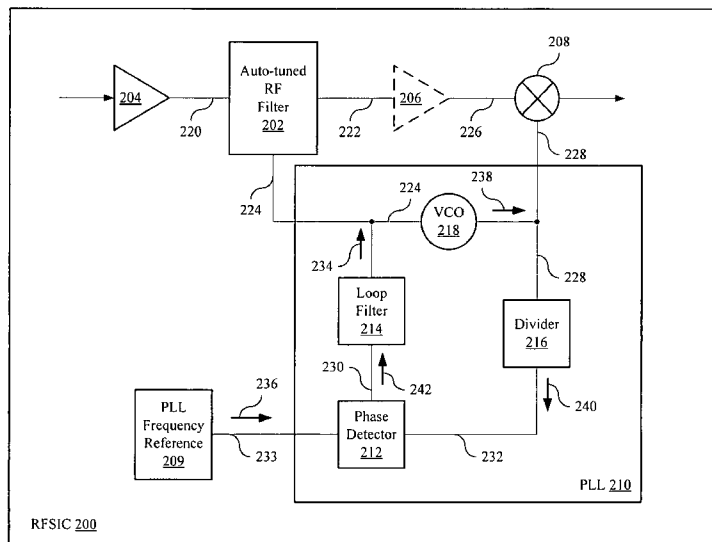 208
204
Auto-tuned
RF
Filter
202
206
220
222
226
228
224
224
238
VCO
218
234
228
Loop
Filter
214
Divider
216
230
242
236
240
PLL
Frequency
Reference
209
233
Phase
Detector
212
232
PLL 210
RFSIC 200